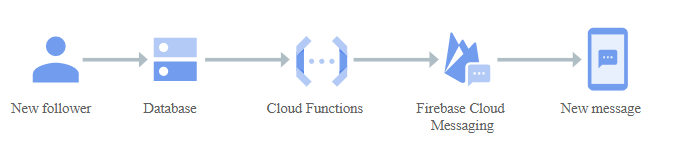 New follower
Database
Cloud Functions
Firebase Cloud
Messaging
New message